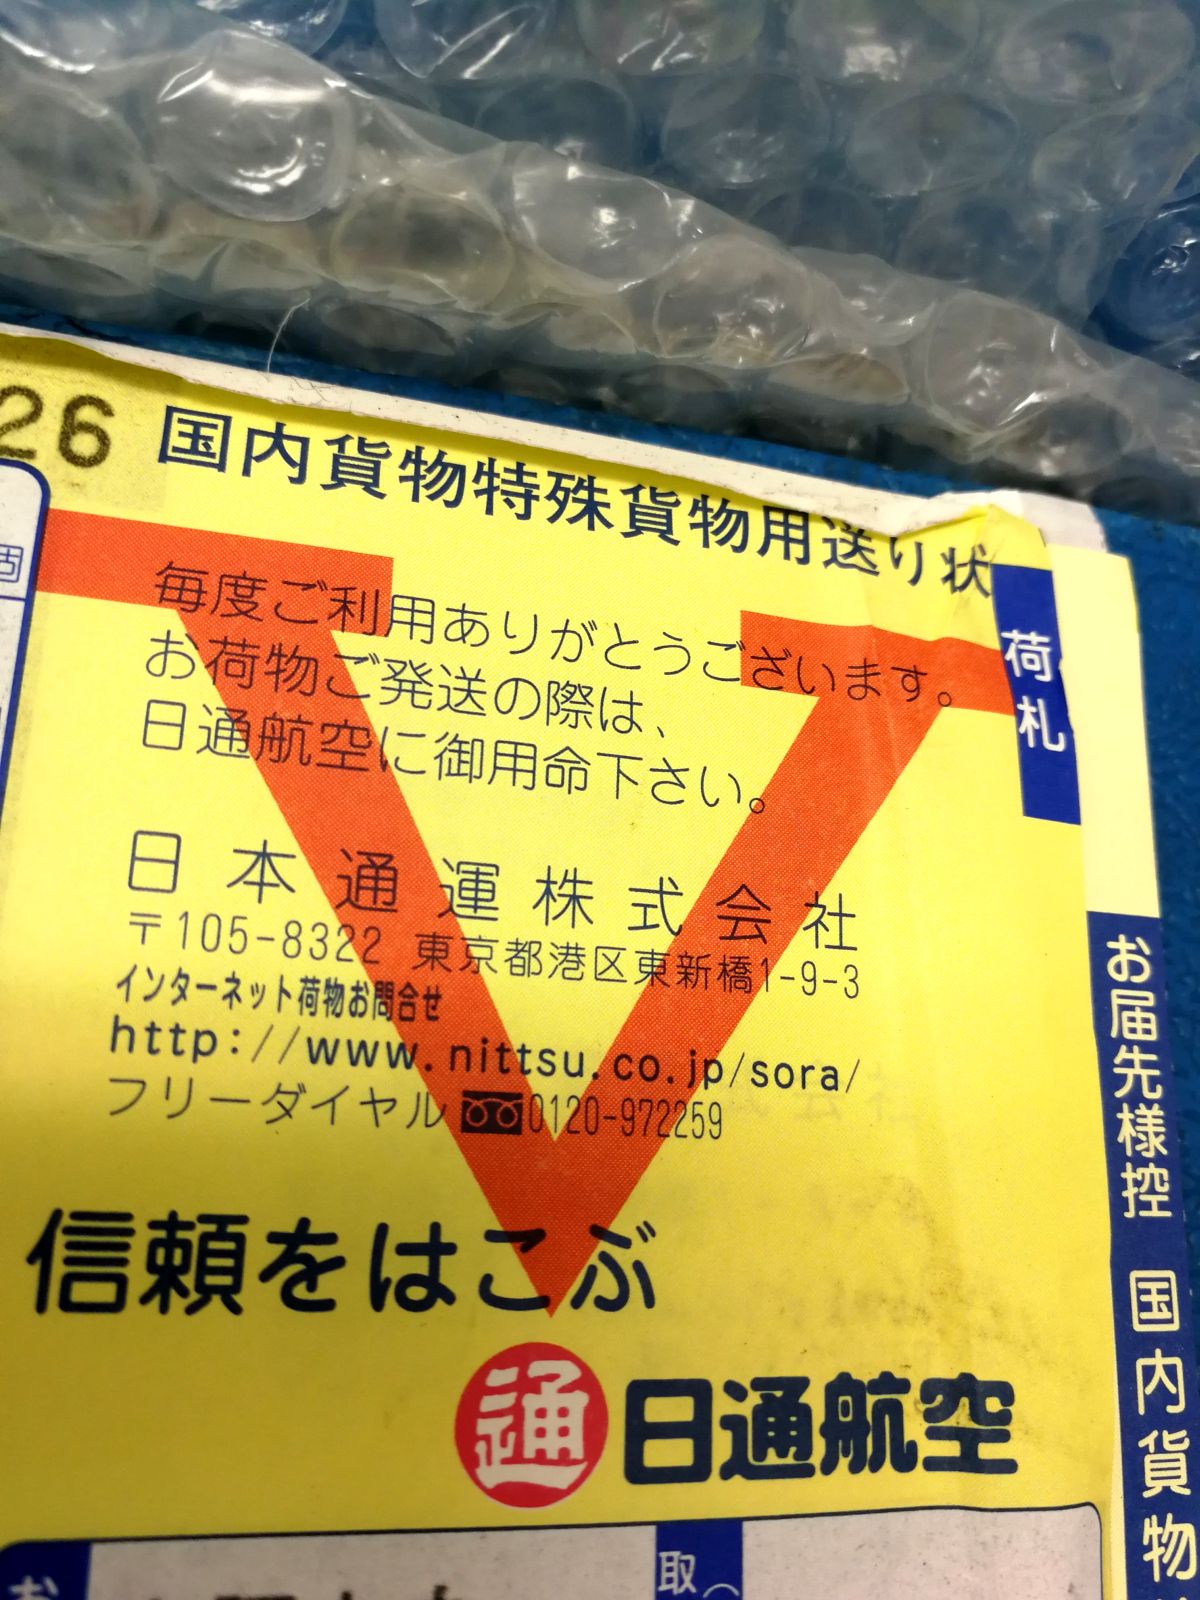 26 国内貨物特殊貨物用送り状
毎度ご利用ありがとうございます。
お荷物ご発送の際は、
日通航空に御用命下さい。
荷札
日本通運株式会社
〒105-8322 東京都港区東新橋1-9-3
インターネット荷物お問合せ
http://www.nittsu.co.jp/sora/
フリーダイヤル 0120-972259
信頼をはこぶ
通 日通航空
お届先様控 国内貨物
お
取